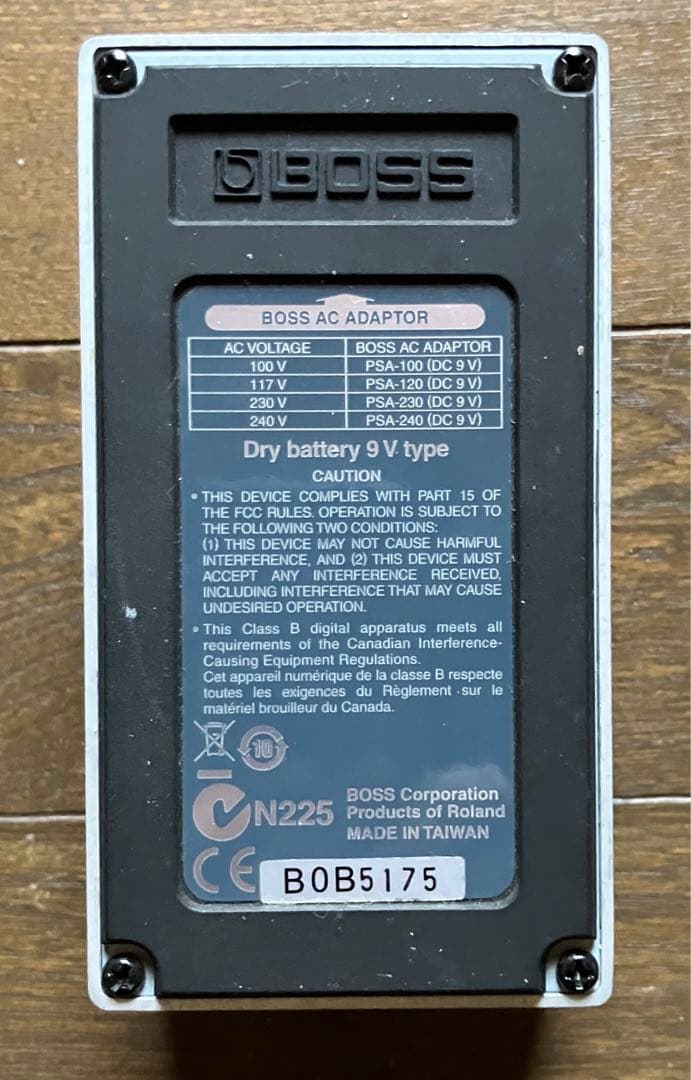 BOSS
BOSS AC ADAPTOR
AC VOLTAGE BOSS AC ADAPTOR
100 V PSA-100 (DC 9 V)
117 V PSA-120 (DC 9 V)
230 V PSA-230 (DC 9 V)
240 V PSA-240 (DC 9 V)
Dry battery 9 V type
CAUTION
• THIS DEVICE COMPLIES WITH PART 15 OF
THE FCC RULES. OPERATION IS SUBJECT TO
THE FOLLOWING TWO CONDITIONS:
(1) THIS DEVICE MAY NOT CAUSE HARMFUL
INTERFERENCE, AND (2) THIS DEVICE MUST
ACCEPT ANY INTERFERENCE RECEIVED,
INCLUDING INTERFERENCE THAT MAY CAUSE
UNDESIRED OPERATION.
• This Class B digital apparatus meets all
requirements of the Canadian Interference-
Causing Equipment Regulations.
Cet appareil numérique de la classe B respecte
toutes les exigences du Règlement sur le
matériel brouilleur du Canada.
10
N225
BOSS Corporation
Products of Roland
MADE IN TAIWAN
CE
B0B5175